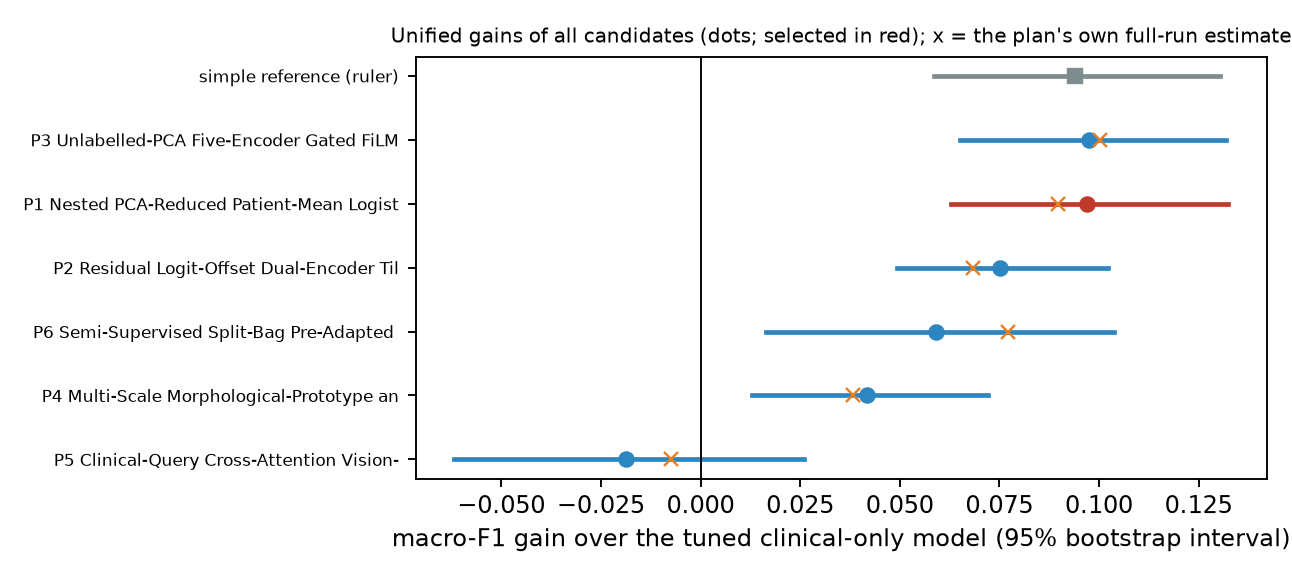 Unified gains of all candidates (dots; selected in red); x = the plan's own full-run estimate
simple reference (ruler)
P3 Unlabelled-PCA Five-Encoder Gated FiLM
P1 Nested PCA-Reduced Patient-Mean Logist
P2 Residual Logit-Offset Dual-Encoder Til
P6 Semi-Supervised Split-Bag Pre-Adapted
P4 Multi-Scale Morphological-Prototype an
P5 Clinical-Query Cross-Attention Vision-
−0.050 −0.025 0.000 0.025 0.050 0.075 0.100 0.125
macro-F1 gain over the tuned clinical-only model (95% bootstrap interval)